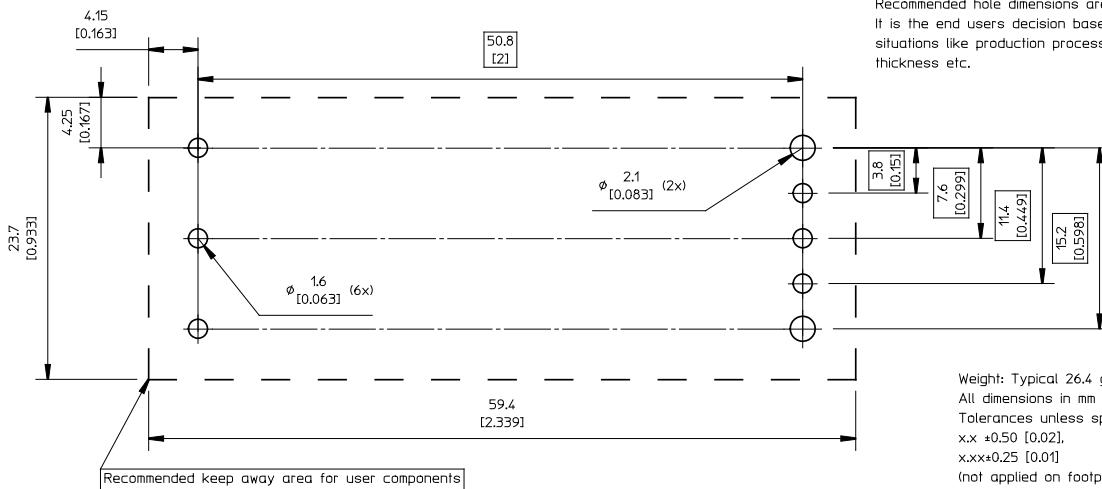 Recommended hole dimensions are
It is the end users decision base
situations like production process
thickness etc.
4.15
[0.163]
50.8
[2]
4.25
[0.167]
23.7
[0.933]
ø 2.1 (2x)
[0.083]
3.8
[0.15]
7.6
[0.299]
11.4
[0.449]
15.2
[0.598]
ø 1.6 (6x)
[0.063]
59.4
[2.339]
Recommended keep away area for user components
Weight: Typical 26.4 g
All dimensions in mm
Tolerances unless sp
x.x ±0.50 [0.02],
x.xx±0.25 [0.01]
(not applied on footp